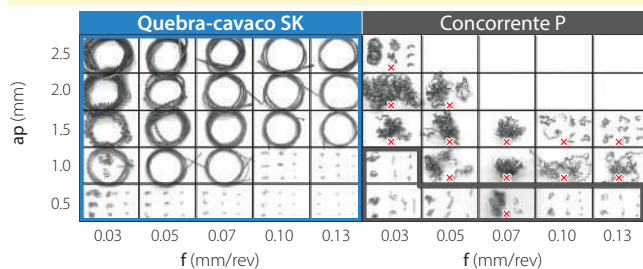 Quebra-cavaco SK
Concorrente P
ap (mm)
2.5
2.0
1.5
1.0
0.5
0.03 0.05 0.07 0.10 0.13
0.03 0.05 0.07 0.10 0.13
f (mm/rev)
f (mm/rev)